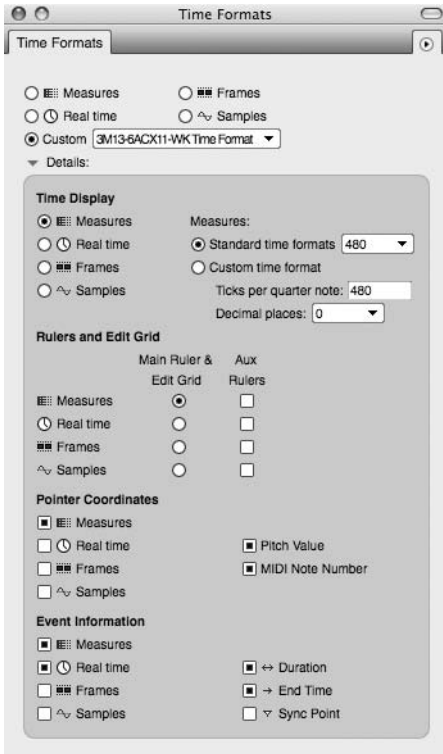 Time Formats
Time Formats
Measures Frames
Real time Samples
Custom 3M13-6ACX11-WK Time Format
Details:
Time Display
Measures Measures:
Real time Standard time formats 480
Frames Custom time format
Samples Ticks per quarter note: 480
Decimal places: 0
Rulers and Edit Grid
Main Ruler & Aux
Edit Grid Rulers
Measures
Real time
Frames
Samples
Pointer Coordinates
Measures
Real time Pitch Value
Frames MIDI Note Number
Samples
Event Information
Measures
Real time Duration
Frames End Time
Samples Sync Point